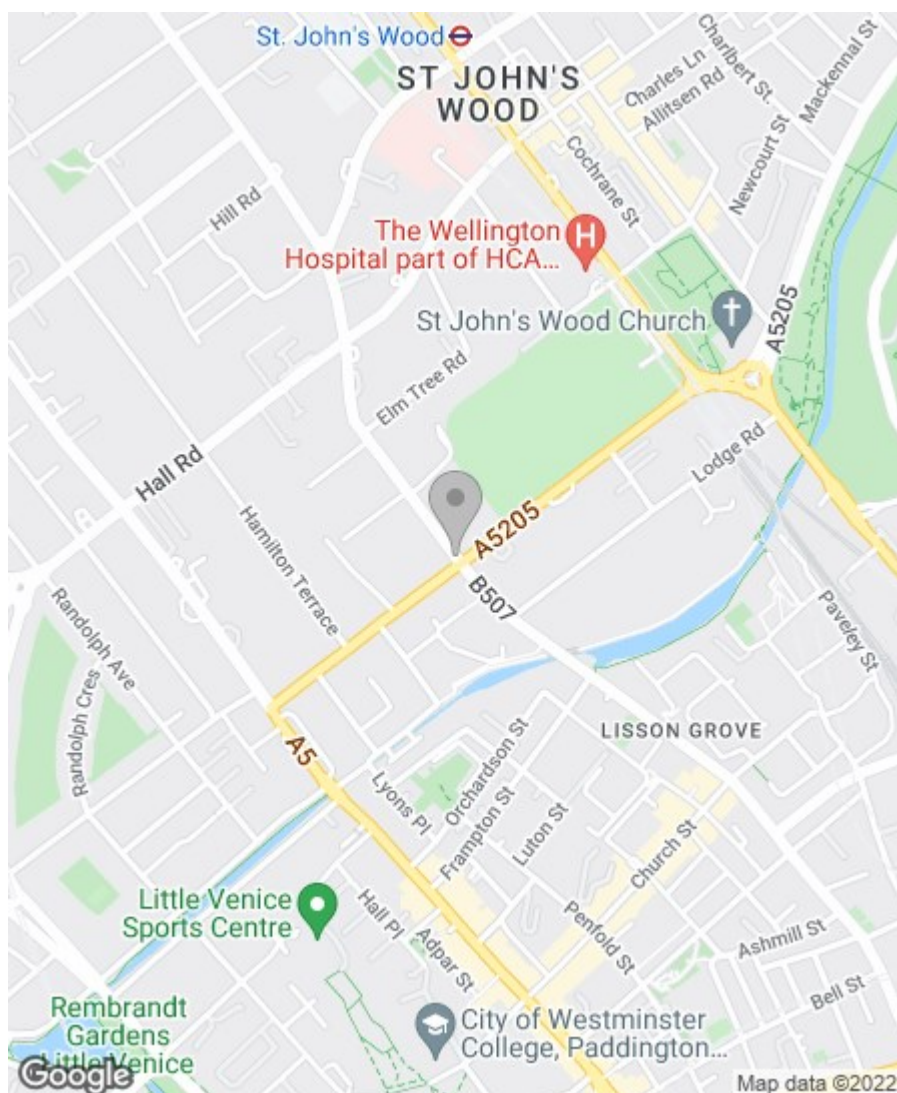 St. John's Wood
ST JOHN'S
WOOD
Charles Ln
Allitsen Rd
Charlbert St.
Mackennal St
Newcourt St
Cochrane St
Hill Rd
The Wellington
Hospital part of HCA...
St John's Wood Church
A5205
Elm Tree Rd
Hall Rd
Lodge Rd
A5205
Hamilton Terrace
B507
Randolph Ave
Randolph Cres
Paveley St
LISSON GROVE
A5
Orchardson St
Lyons Pl
Frampton St
Luton St
Church St
Little Venice
Sports Centre
Hall Pl
Adpar St
Penfold St
Ashmill St
Bell St
Rembrandt
Gardens
Little Venice
City of Westminster
College, Paddington...
Google
Map data ©2022